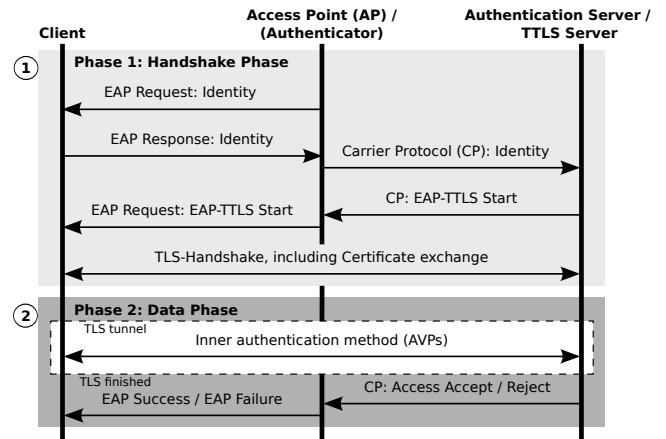 Client
Access Point (AP) /
(Authenticator)
Authentication Server /
TTLS Server
1
Phase 1: Handshake Phase
EAP Request: Identity
EAP Response: Identity
Carrier Protocol (CP): Identity
CP: EAP-TTLS Start
EAP Request: EAP-TTLS Start
TLS-Handshake, including Certificate exchange
2
Phase 2: Data Phase
TLS tunnel
Inner authentication method (AVPs)
TLS finished
CP: Access Accept / Reject
EAP Success / EAP Failure